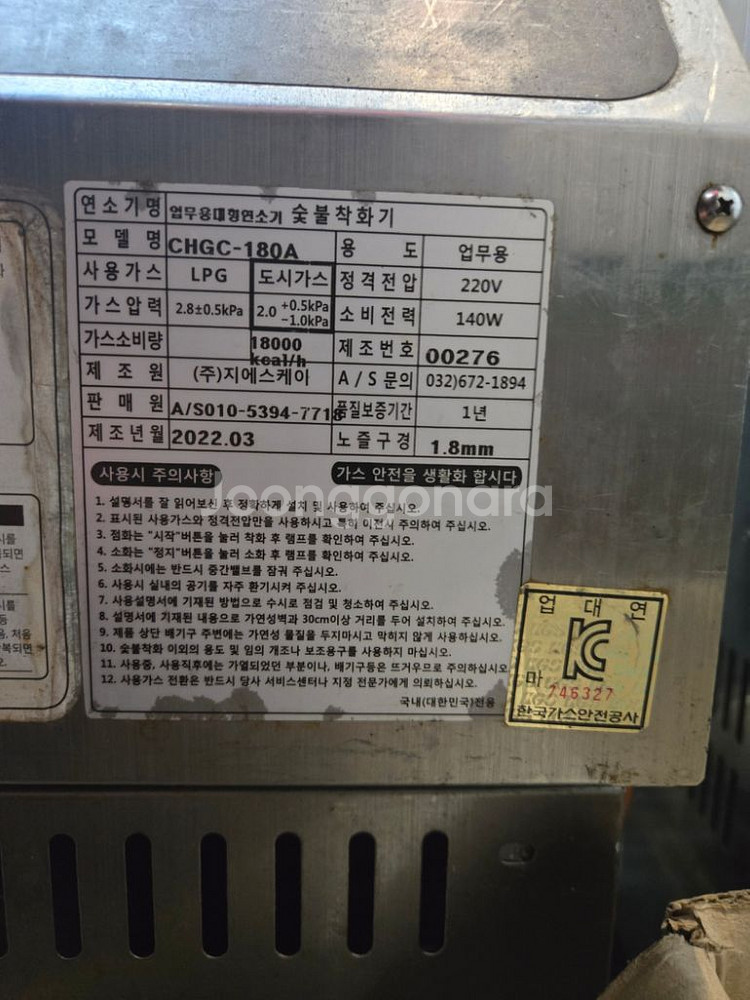 연소기명 업무용대형연소기 숯불착화기
모델명 CHGC-180A 용도 업무용
사용가스 LPG 도시가스 정격전압 220V
가스압력 2.8±0.5kPa 2.0 +0.5kPa -1.0kPa 소비전력 140W
가스소비량 18000 kcal/h 제조번호 00276
제조원 (주)지에스케이 A/S문의 032)672-1894
판매원 A/S010-5394-7718 품질보증기간 1년
제조년월 2022.03 노즐구경 1.8mm
사용시 주의사항 가스 안전을 생활화 합시다
Joonggonara
1. 설명서를 잘 읽어보신 후 정확하게 설치 및 사용하여 주십시오.
2. 표시된 사용가스와 정격전압만을 사용하시고 특히 이전시 주의하여 주십시오.
3. 점화는 "시작"버튼을 눌러 착화 후 램프를 확인하여 주십시오.
4. 소화는 "정지"버튼을 눌러 소화 후 램프를 확인하여 주십시오.
5. 소화시에는 반드시 중간밸브를 잠궈 주십시오.
6. 사용시 실내의 공기를 자주 환기시켜 주십시오.
7. 사용설명서에 기재된 방법으로 수시로 점검 및 청소하여 주십시오.
8. 설명서에 기재된 내용으로 가연성벽과 30cm이상 거리를 두어 설치하여 주십시오.
9. 제품 상단 배기구 주변에는 가연성 물질을 두지마시고 막히지 않게 사용하십시오.
10. 숯불착화 이외의 용도 및 임의 개조나 보조용구를 사용하지 마십시오.
11. 사용중, 사용직후에는 가열되었던 부분이나, 배기구등은 뜨거우므로 주의하십시오.
12. 사용가스 전환은 반드시 당사 서비스센터나 지정 전문가에게 의뢰하십시오.
국내(대한민국)전용
업 대 연
KC
마 746327
한국가스안전공사